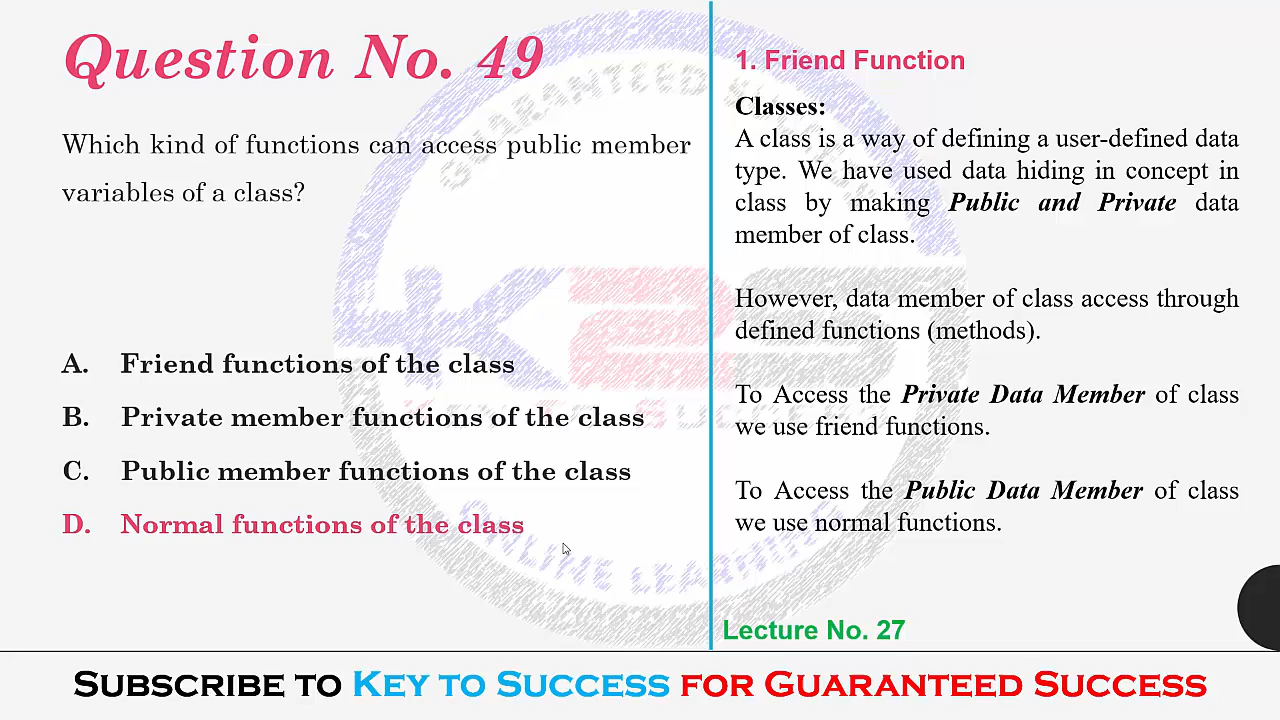 Question No. 49
Which kind of functions can access public member
variables of a class?
A. Friend functions of the class
B. Private member functions of the class
C. Public member functions of the class
D. Normal functions of the class
1. Friend Function
Classes:
A class is a way of defining a user-defined data
type. We have used data hiding in concept in
class by making Public and Private data
member of class.
However, data member of class access through
defined functions (methods).
To Access the Private Data Member of class
we use friend functions.
To Access the Public Data Member of class
we use normal functions.
Lecture No. 27
SUBSCRIBE TO KEY TO SUCCESS FOR GUARANTEED SUCCESS